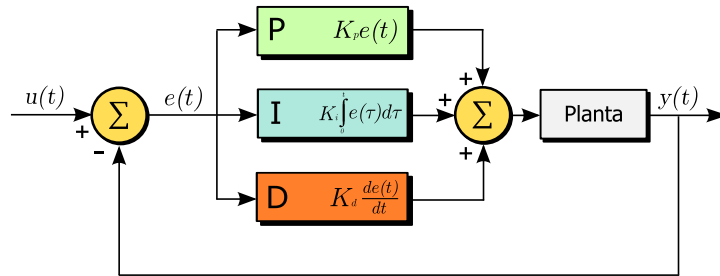 P K_p e(t)
u(t) + - Σ e(t) I K_i ∫_0^t e(τ)dτ + + + Σ Planta y(t)
D K_d de(t)/dt